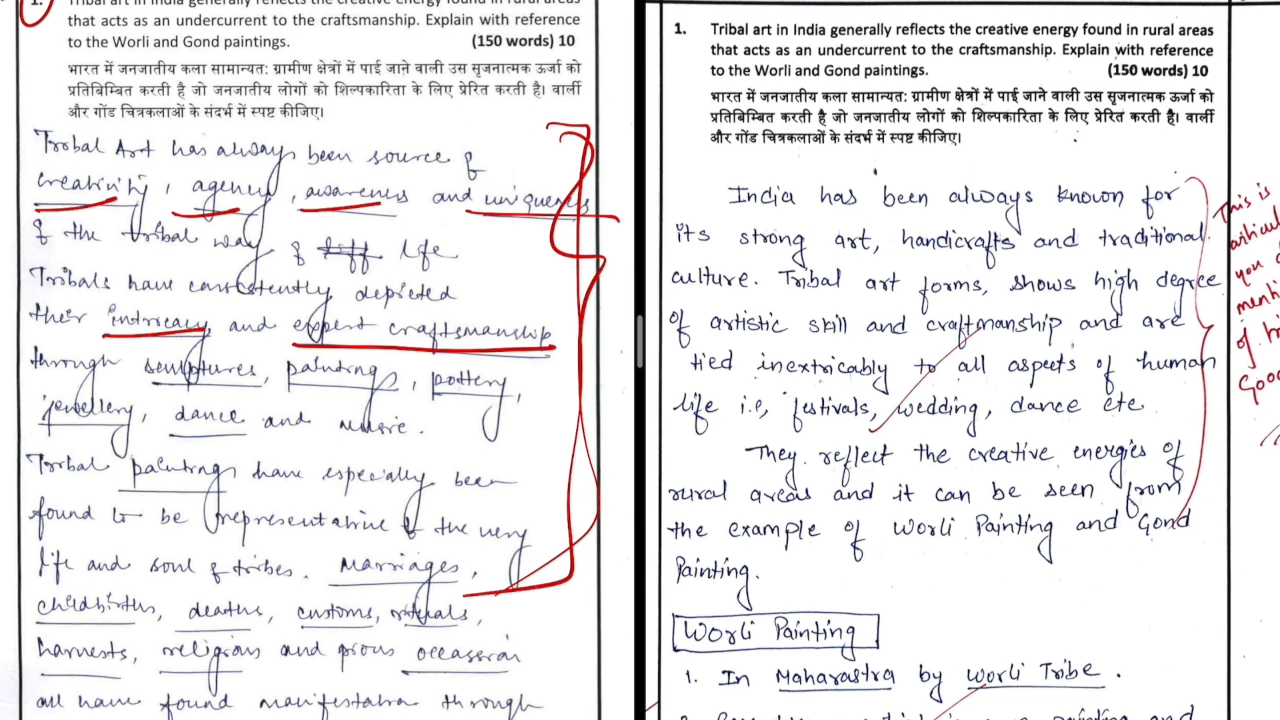 1. Tribal art in India generally reflects the creative energy found in rural areas
that acts as an undercurrent to the craftsmanship. Explain with reference
to the Worli and Gond paintings. (150 words) 10
भारत में जनजातीय कला सामान्यतः ग्रामीण क्षेत्रों में पाई जाने वाली उस सृजनात्मक ऊर्जा को
प्रतिबिम्बित करती है जो जनजातीय लोगों को शिल्पकारिता के लिए प्रेरित करती है। वार्ली
और गोंड चित्रकलाओं के संदर्भ में स्पष्ट कीजिए।
Tribal Art has always been source of
creativity, agency, awareness and uniqueness
of the tribal way of life
Tribals have consistently depicted
their intricacy and expert craftsmanship
through sculptures, paintings, pottery,
jewellery, dance and music.
Tribal paintings have especially been
found to be representative of the very
life and soul of tribes. Marriages,
childbirths, deaths, customs, rituals,
harvests, religion and pious occassion
all have found manifestation through
1. Tribal art in India generally reflects the creative energy found in rural areas
that acts as an undercurrent to the craftsmanship. Explain with reference
to the Worli and Gond paintings. (150 words) 10
भारत में जनजातीय कला सामान्यतः ग्रामीण क्षेत्रों में पाई जाने वाली उस सृजनात्मक ऊर्जा को
प्रतिबिम्बित करती है जो जनजातीय लोगों को शिल्पकारिता के लिए प्रेरित करती है। वार्ली
और गोंड चित्रकलाओं के संदर्भ में स्पष्ट कीजिए।
India has been always known for
its strong art, handicrafts and traditional
culture. Tribal art forms, shows high degree
of artistic skill and craftmanship and are
tied inextricably to all aspects of human
life i.e, festivals, wedding, dance etc
They reflect the creative energies of
rural areas and it can be seen from
the example of Worli Painting and Gond
Painting.
Worli Painting
1. In Maharastra by Worli Tribe.
This is
you
of
Good